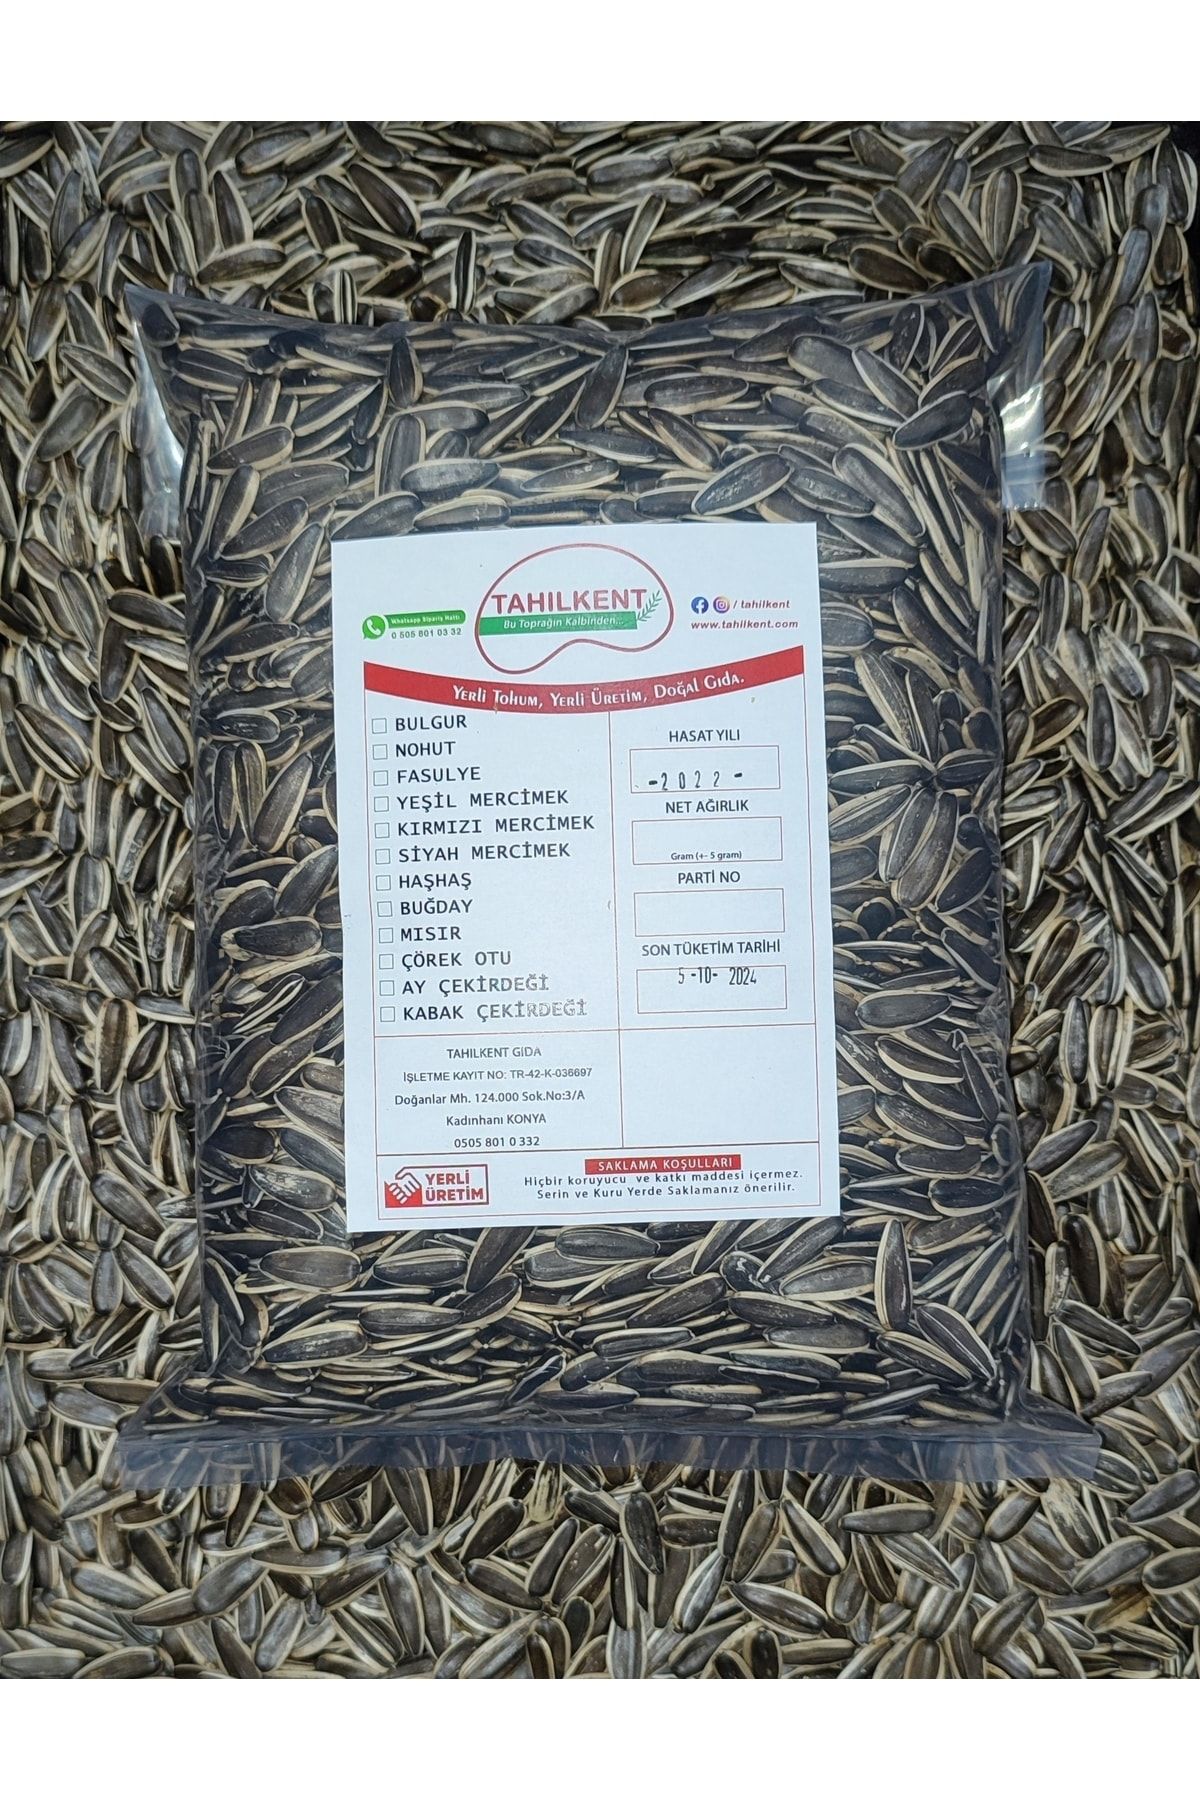 TAHILKENT
Bu Toprağın Kalbinden...
Whatsapp Sipariş Hattı
0 505 801 03 32
/ tahilkent
www.tahilkent.com
Yerli Tohum, Yerli Üretim, Doğal Gıda.
BULGUR
NOHUT
FASULYE
YEŞİL MERCİMEK
KIRMIZI MERCİMEK
SİYAH MERCİMEK
HAŞHAŞ
BUĞDAY
MISIR
ÇÖREK OTU
AY ÇEKİRDEĞİ
KABAK ÇEKİRDEĞİ
HASAT YILI
-2022-
NET AĞIRLIK
Gram (+- 5 gram)
PARTİ NO
SON TÜKETİM TARİHİ
5-10-2024
TAHILKENT GIDA
İŞLETME KAYIT NO: TR-42-K-036697
Doğanlar Mh. 124.000 Sok.No:3/A
Kadınhanı KONYA
0505 801 0 332
YERLİ
ÜRETİM
SAKLAMA KOŞULLARI
Hiçbir koruyucu ve katkı maddesi içermez.
Serin ve Kuru Yerde Saklamanız önerilir.